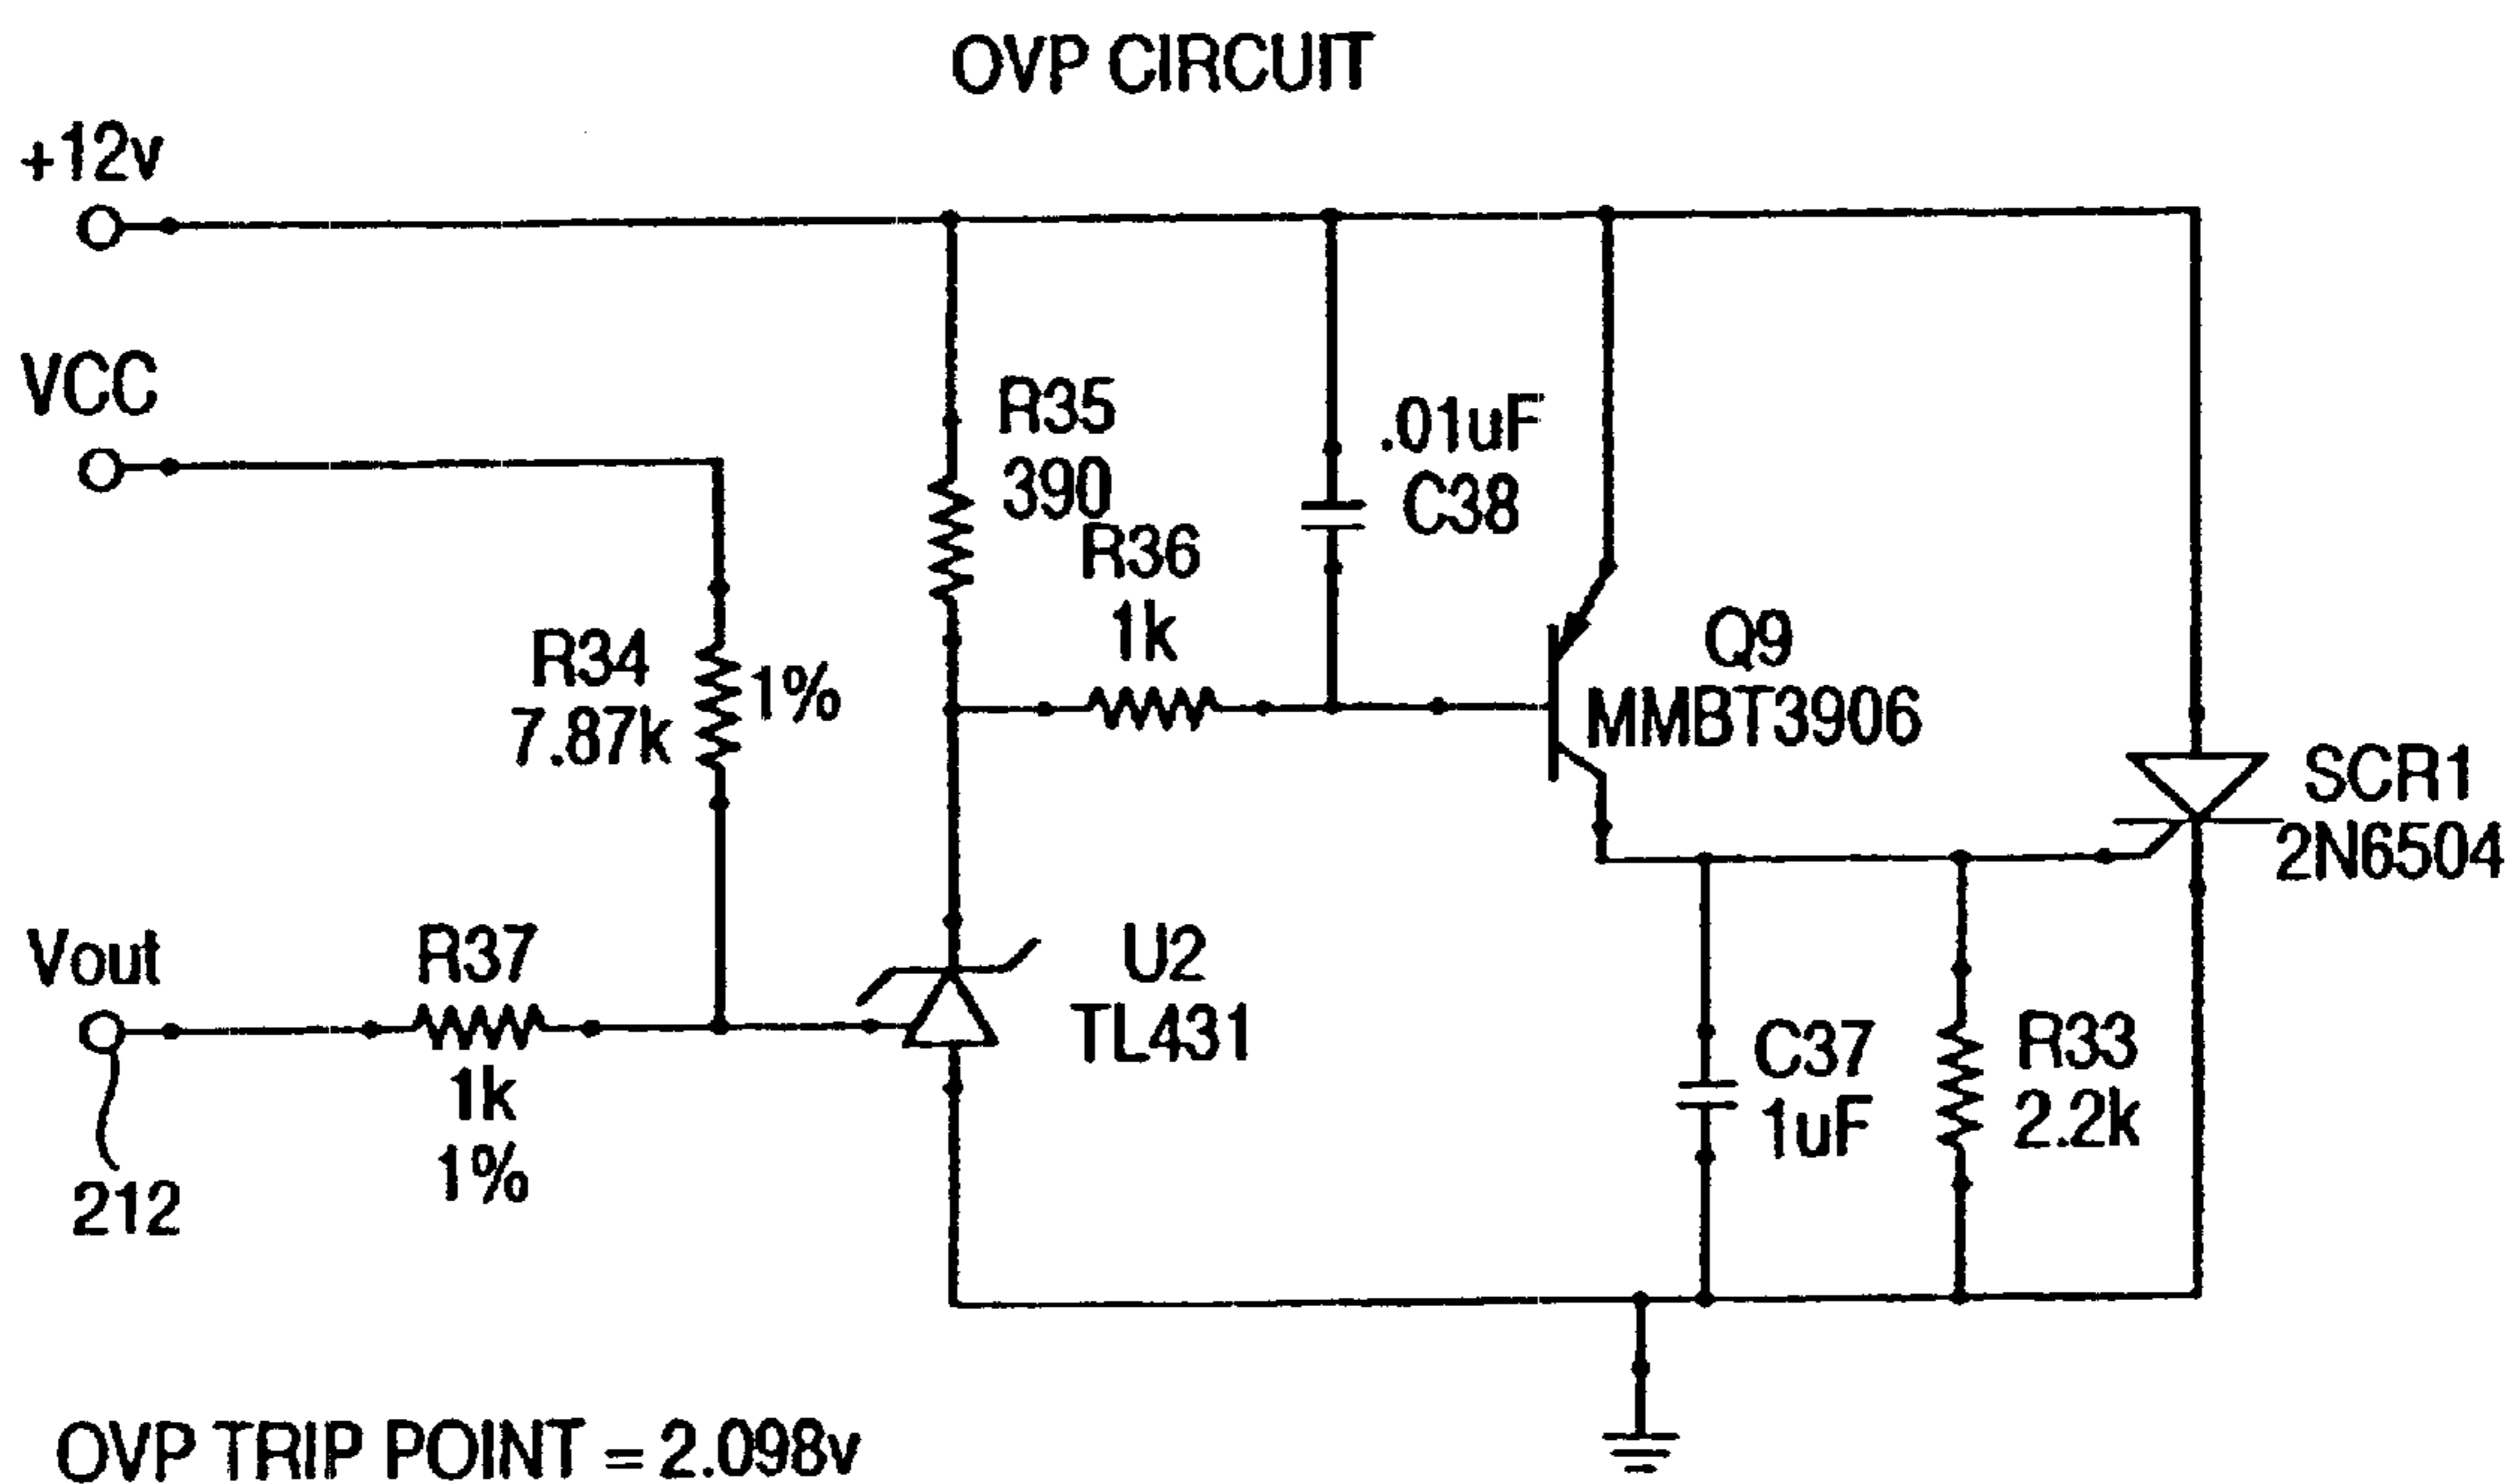 OVP CIRCUIT
+12v
VCC
R35
390
.01uF
C38
R36
1k
R34
7.87k
1%
Q9
MMBT3906
SCR1
2N6504
Vout
R37
1k
1%
U2
TL431
C37
1uF
R33
2.2k
212
OVP TRIP POINT = 2.098v